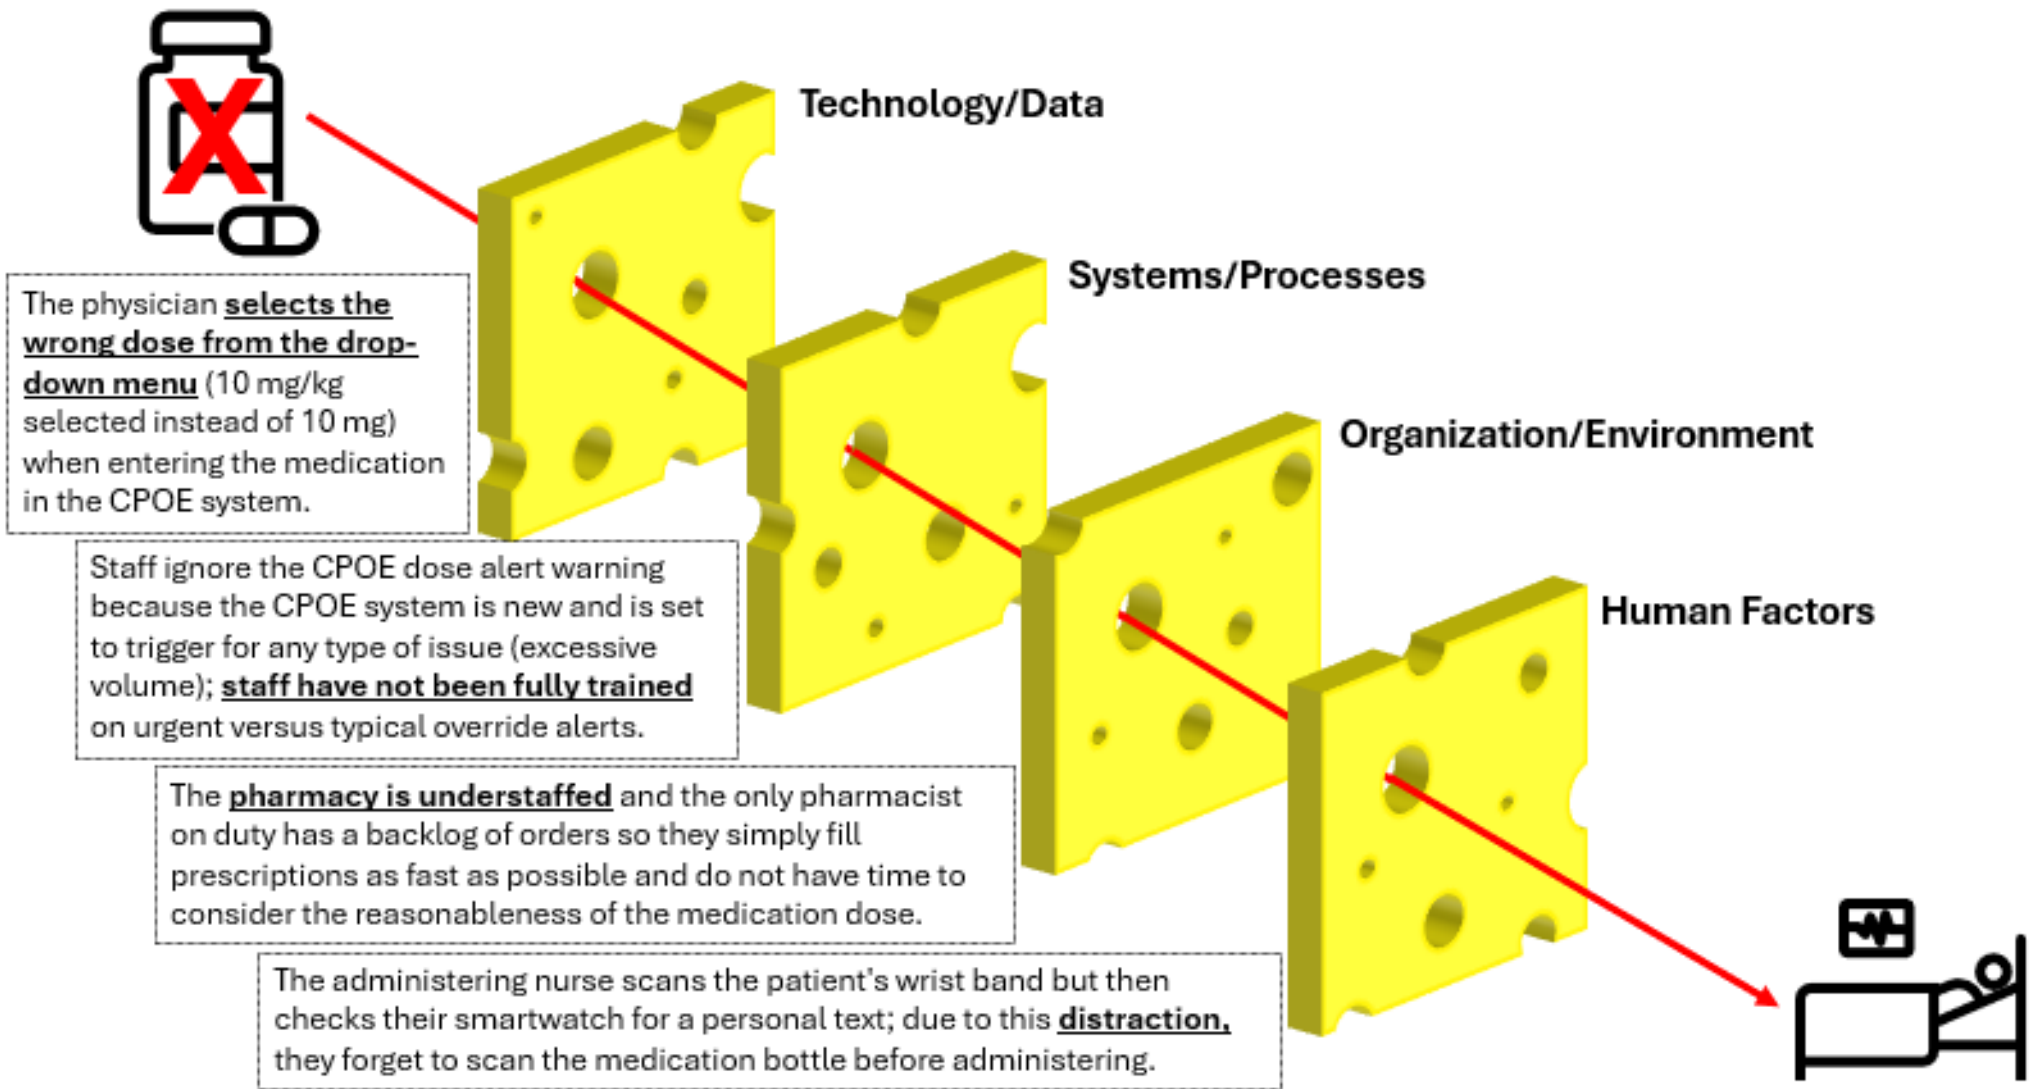 Technology/Data
Systems/Processes
Organization/Environment
Human Factors
X
The physician selects the
wrong dose from the drop-
down menu (10 mg/kg
selected instead of 10 mg)
when entering the medication
in the CPOE system.
Staff ignore the CPOE dose alert warning
because the CPOE system is new and is set
to trigger for any type of issue (excessive
volume); staff have not been fully trained
on urgent versus typical override alerts.
The pharmacy is understaffed and the only pharmacist
on duty has a backlog of orders so they simply fill
prescriptions as fast as possible and do not have time to
consider the reasonableness of the medication dose.
The administering nurse scans the patient's wrist band but then
checks their smartwatch for a personal text; due to this distraction,
they forget to scan the medication bottle before administering.